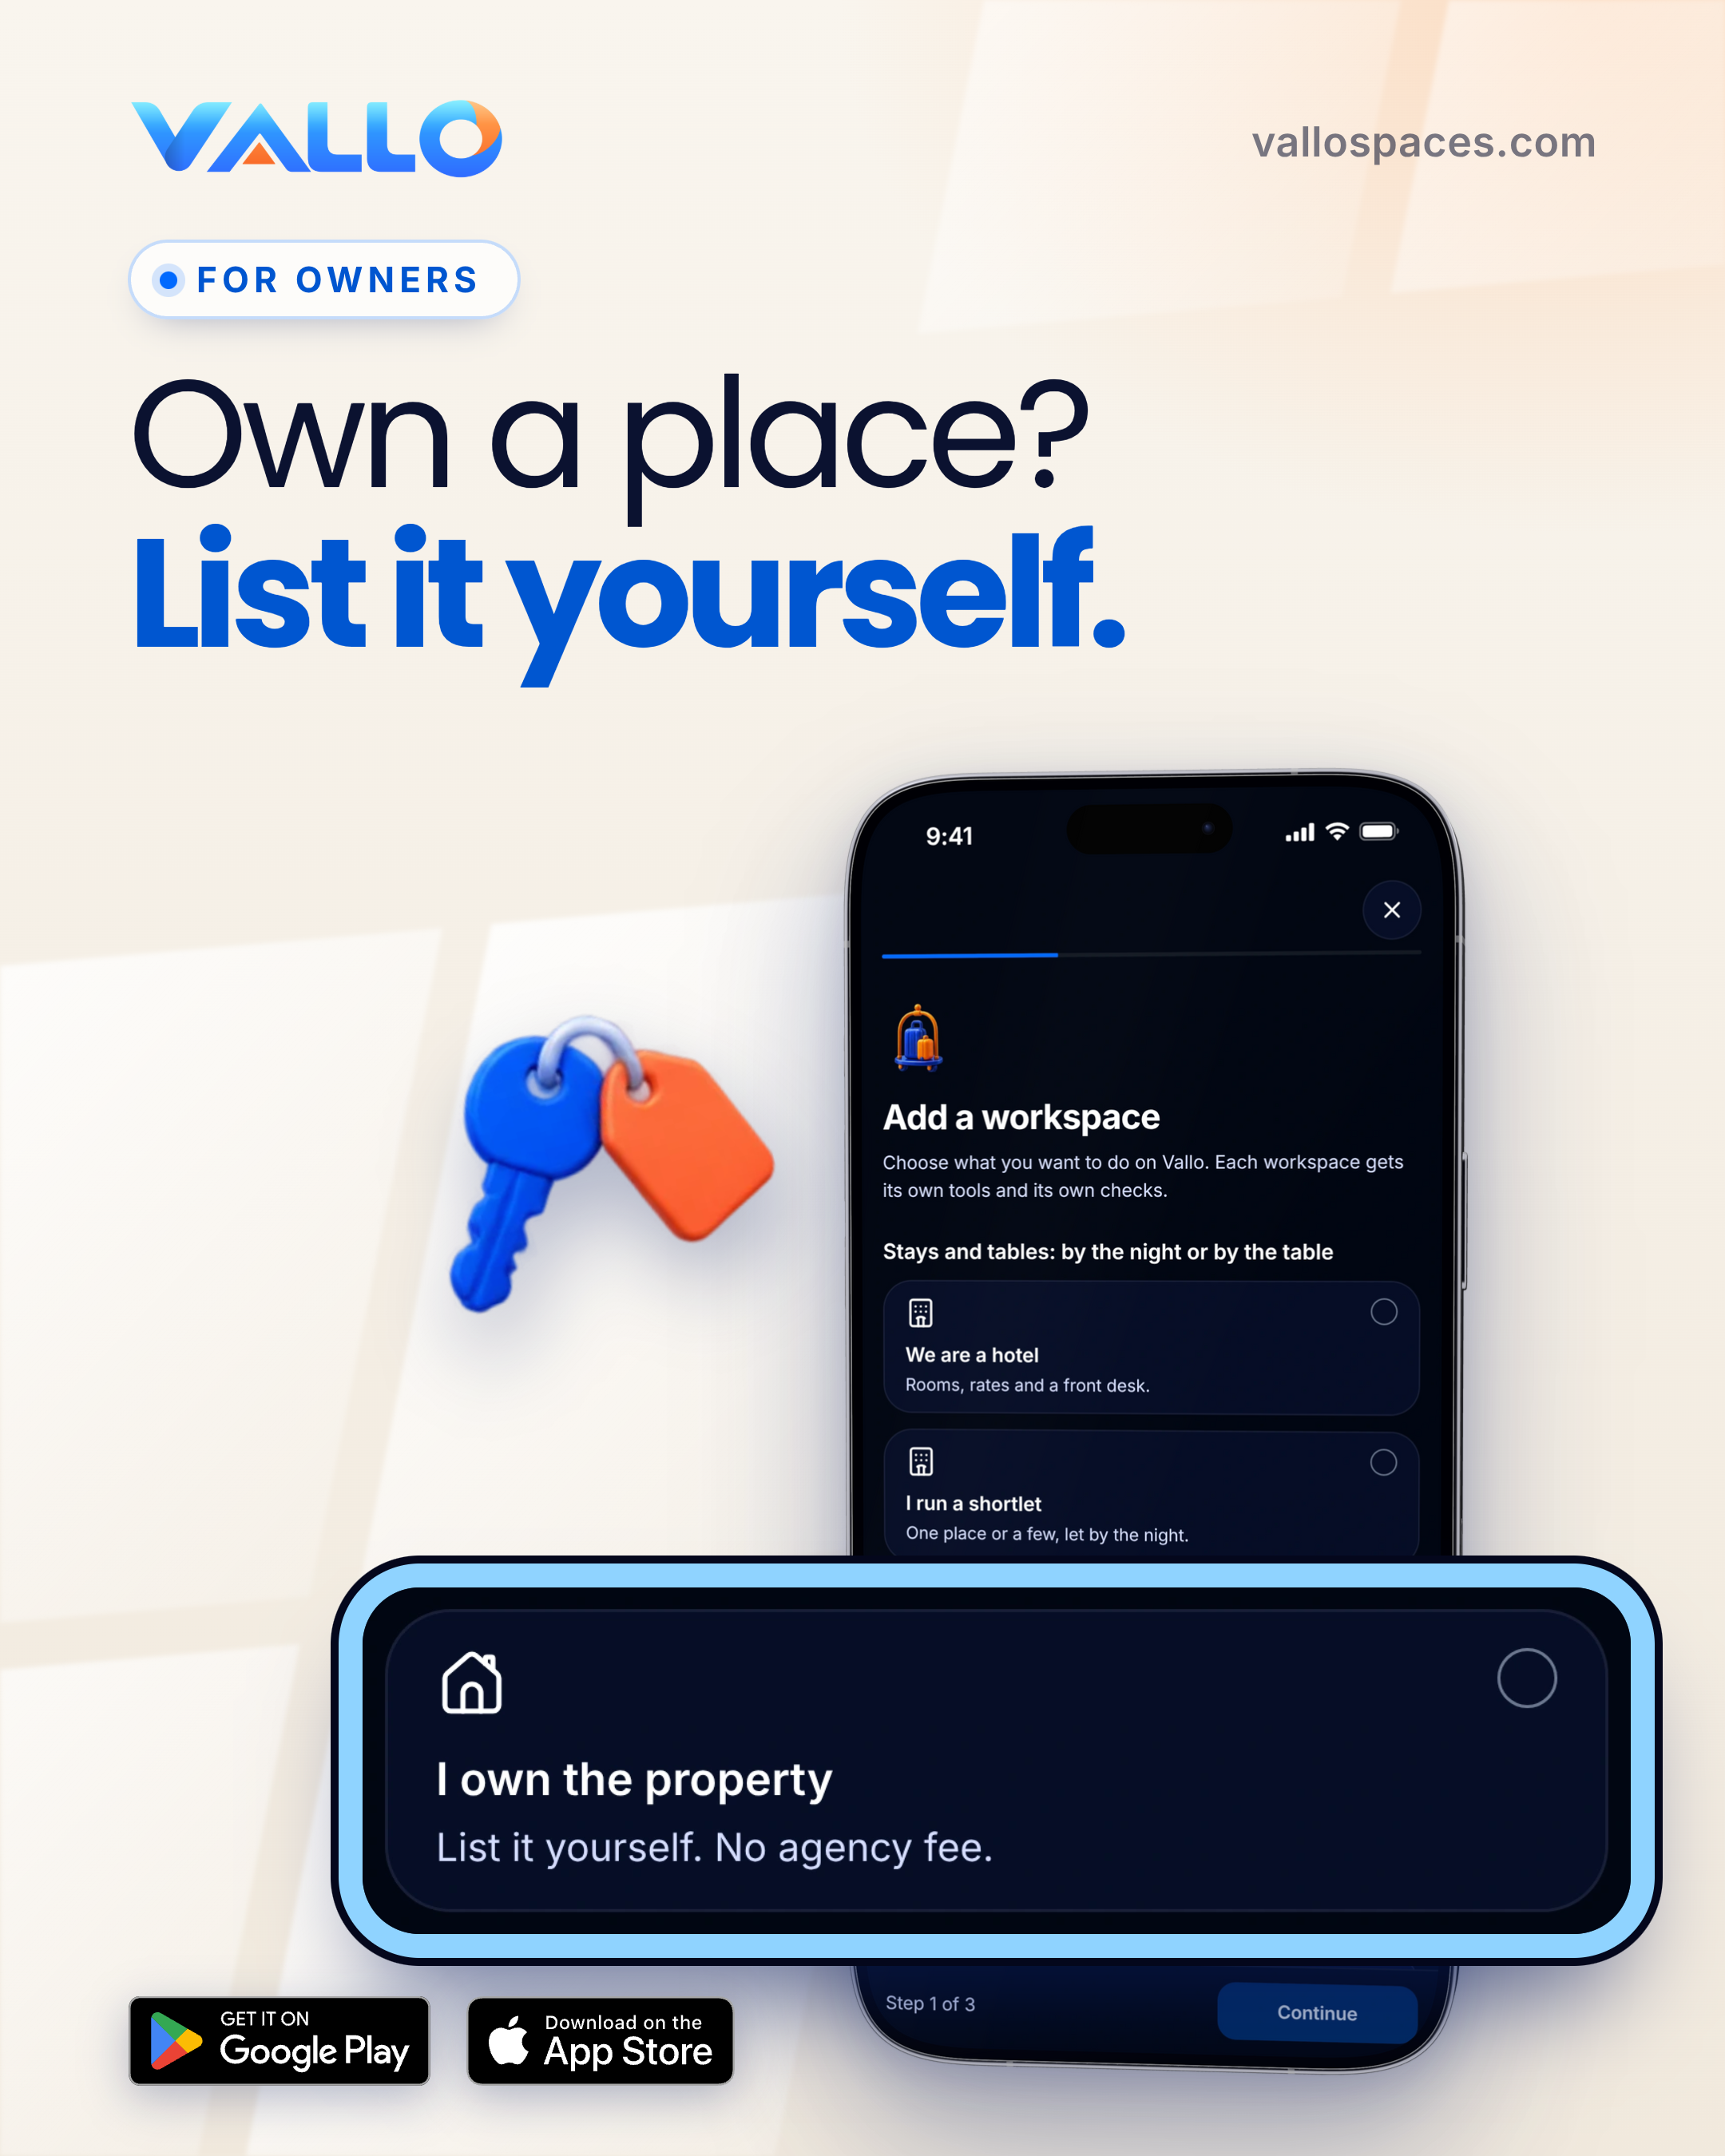 VALLO
vallospaces.com
FOR OWNERS
Own a place?
List it yourself.
9:41
Add a workspace
Choose what you want to do on Vallo. Each workspace gets
its own tools and its own checks.
Stays and tables: by the night or by the table
We are a hotel
Rooms, rates and a front desk.
I run a shortlet
One place or a few, let by the night.
I own the property
List it yourself. No agency fee.
Step 1 of 3
Continue
GET IT ON
Google Play
Download on the
App Store